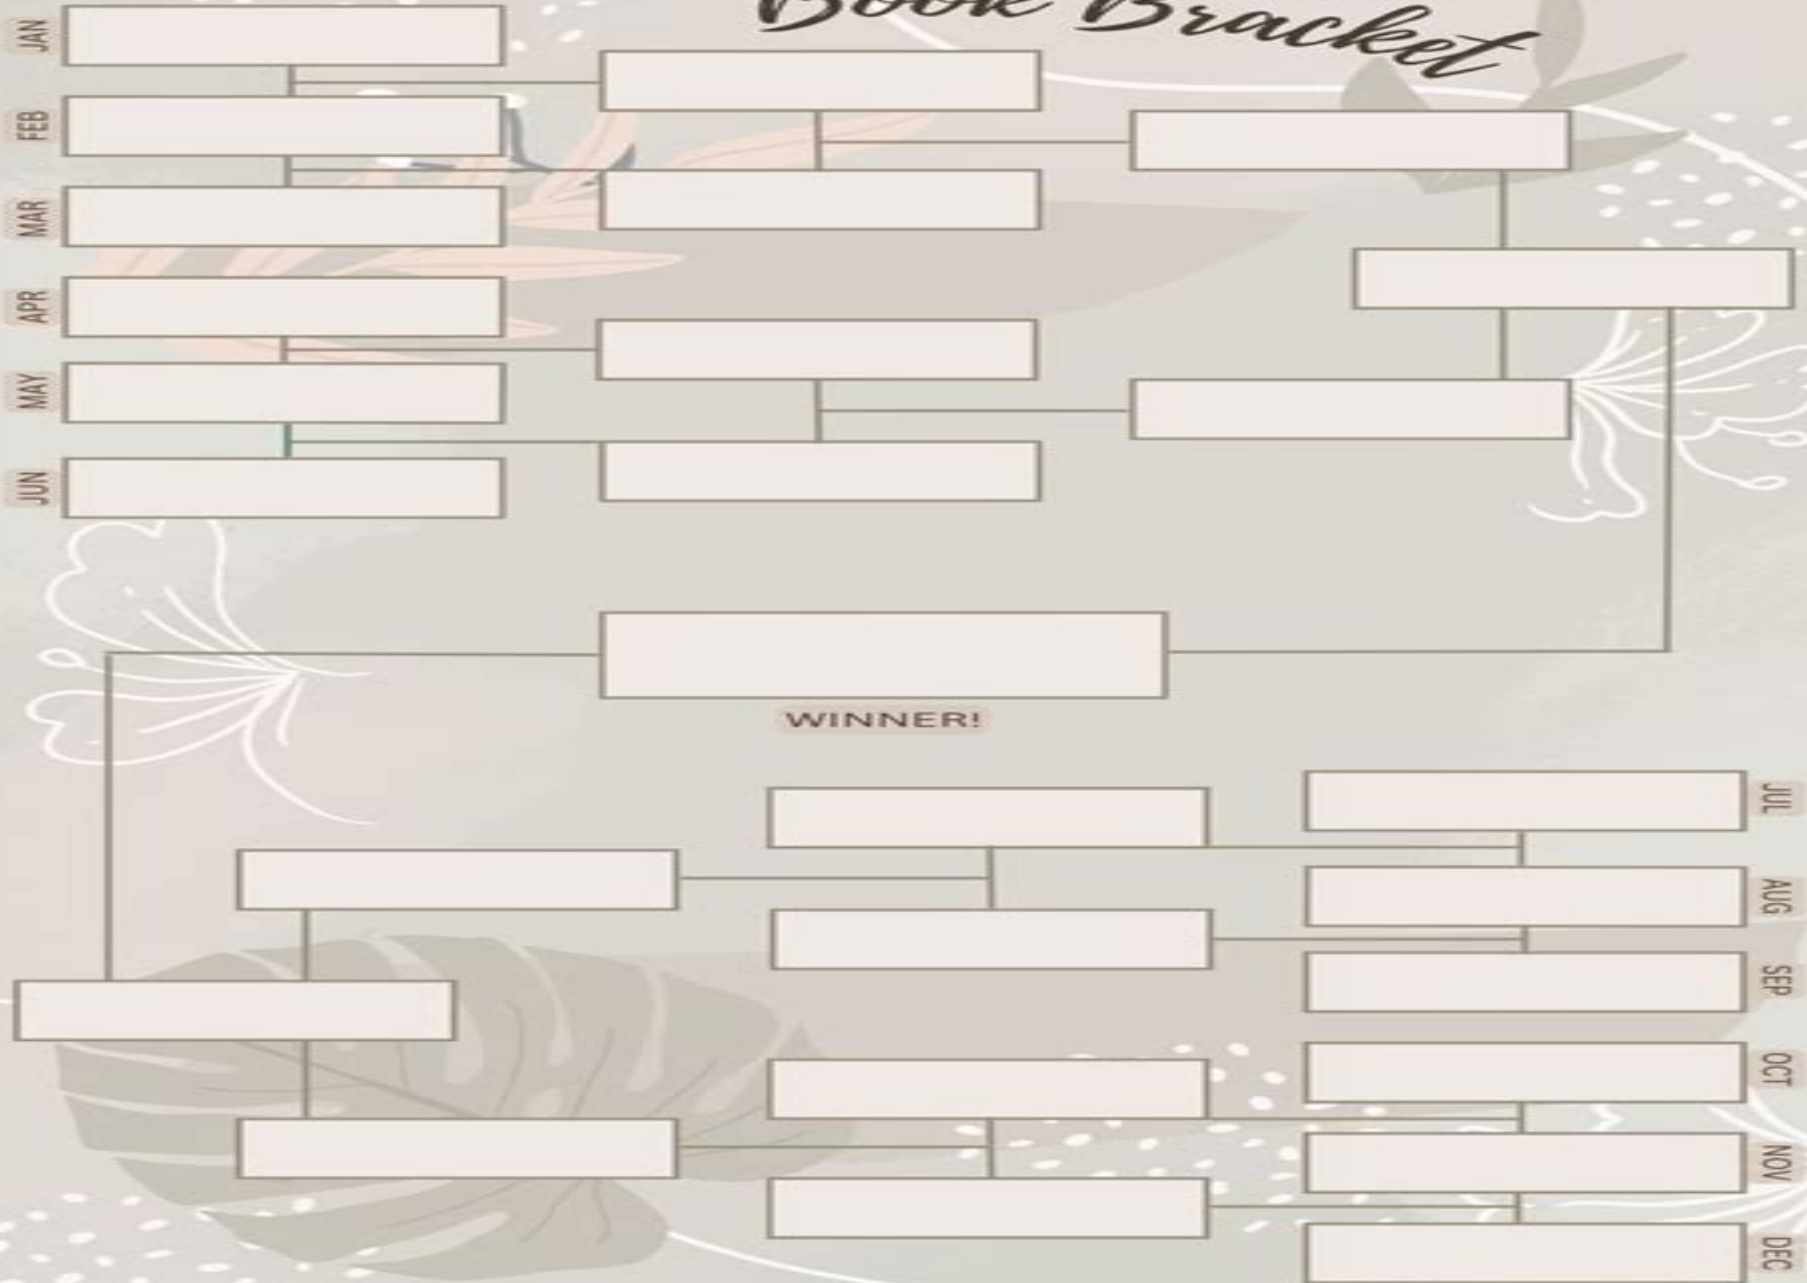 Book Bracket
JAN
FEB
MAR
APR
MAY
JUN
WINNER!
JUL
AUG
SEP
OCT
NOV
DEC